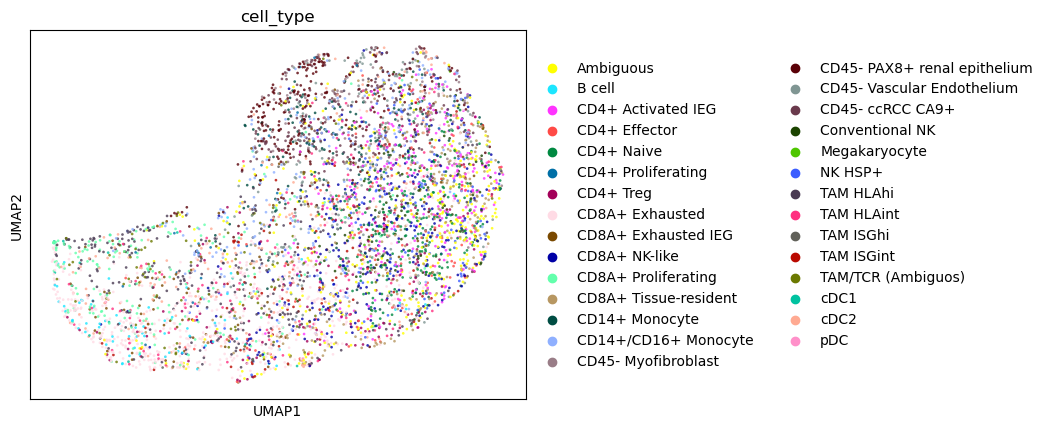 cell_type
UMAP2
UMAP1
Ambiguous
B cell
CD4+ Activated IEG
CD4+ Effector
CD4+ Naive
CD4+ Proliferating
CD4+ Treg
CD8A+ Exhausted
CD8A+ Exhausted IEG
CD8A+ NK-like
CD8A+ Proliferating
CD8A+ Tissue-resident
CD14+ Monocyte
CD14+/CD16+ Monocyte
CD45- Myofibroblast
CD45- PAX8+ renal epithelium
CD45- Vascular Endothelium
CD45- ccRCC CA9+
Conventional NK
Megakaryocyte
NK HSP+
TAM HLAhi
TAM HLAint
TAM ISGhi
TAM ISGint
TAM/TCR (Ambiguos)
cDC1
cDC2
pDC